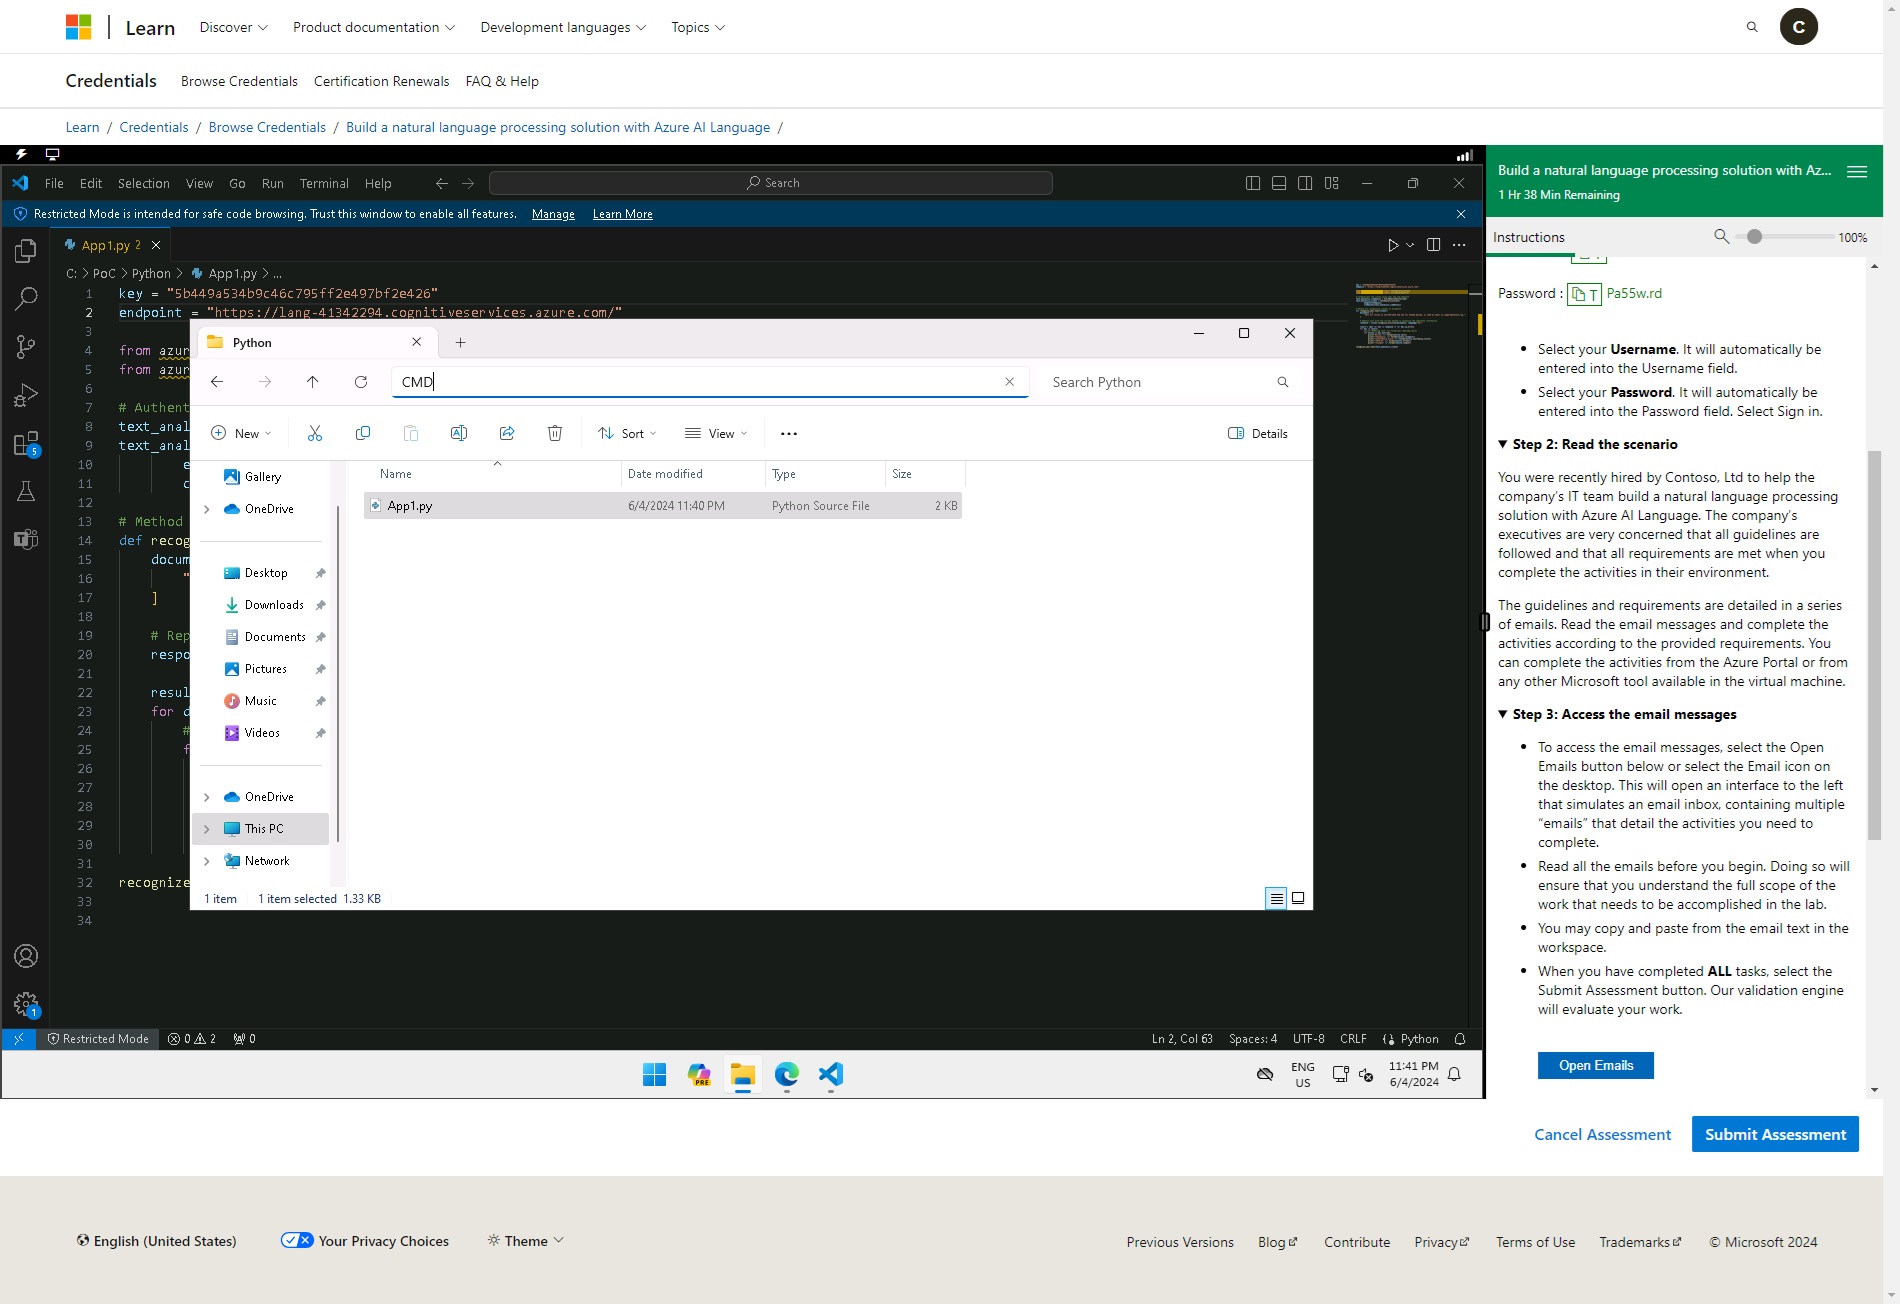 Learn
Discover
Product documentation
Development languages
Topics
C
Credentials
Browse Credentials
Certification Renewals
FAQ & Help
Learn / Credentials / Browse Credentials / Build a natural language processing solution with Azure AI Language /
File Edit Selection View Go Run Terminal Help
Search
Restricted Mode is intended for safe code browsing. Trust this window to enable all features. Manage Learn More
App1.py 2
C: > PoC > Python > App1.py > ...
1 key = "5b449a534b9c46c795ff2e497bf2e426"
2 endpoint = "https://lang-41342294.cognitiveservices.azure.com/"
3
4 from azur
5 from azur
6
7 # Authent
8 text_anal
9 text_anal
10 e
11 c
12
13 # Method
14 def recog
15 docum
16 "
17 ]
18
19 # Rep
20 respo
21
22 resul
23 for d
24 #
25 f
26
27
28
29
30
31
32 recognize
33
34
5
1
Python
CMD
Search Python
New
Sort
View
Details
Name
Date modified
Type
Size
App1.py
6/4/2024 11:40 PM
Python Source File
2 KB
Gallery
OneDrive
Desktop
Downloads
Documents
Pictures
Music
Videos
OneDrive
This PC
Network
1 item
1 item selected 1.33 KB
Restricted Mode
0 2
0
Ln 2, Col 63
Spaces: 4
UTF-8
CRLF
Python
PRE
ENG
US
11:41 PM
6/4/2024
Build a natural language processing solution with Az...
1 Hr 38 Min Remaining
Instructions
100%
Password : T Pa55w.rd
• Select your Username. It will automatically be
entered into the Username field.
• Select your Password. It will automatically be
entered into the Password field. Select Sign in.
Step 2: Read the scenario
You were recently hired by Contoso, Ltd to help the
company's IT team build a natural language processing
solution with Azure AI Language. The company's
executives are very concerned that all guidelines are
followed and that all requirements are met when you
complete the activities in their environment.
The guidelines and requirements are detailed in a series
of emails. Read the email messages and complete the
activities according to the provided requirements. You
can complete the activities from the Azure Portal or from
any other Microsoft tool available in the virtual machine.
Step 3: Access the email messages
• To access the email messages, select the Open
Emails button below or select the Email icon on
the desktop. This will open an interface to the left
that simulates an email inbox, containing multiple
“emails” that detail the activities you need to
complete.
• Read all the emails before you begin. Doing so will
ensure that you understand the full scope of the
work that needs to be accomplished in the lab.
• You may copy and paste from the email text in the
workspace.
• When you have completed ALL tasks, select the
Submit Assessment button. Our validation engine
will evaluate your work.
Open Emails
Cancel Assessment
Submit Assessment
English (United States)
Your Privacy Choices
Theme
Previous Versions
Blog
Contribute
Privacy
Terms of Use
Trademarks
© Microsoft 2024